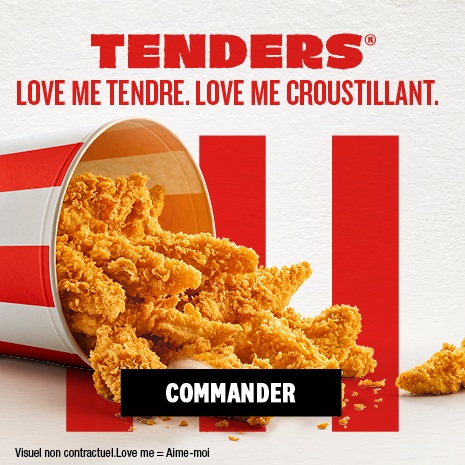 TENDERS®
LOVE ME TENDRE. LOVE ME CROUSTILLANT.
COMMANDER
Visuel non contractuel.Love me = Aime-moi